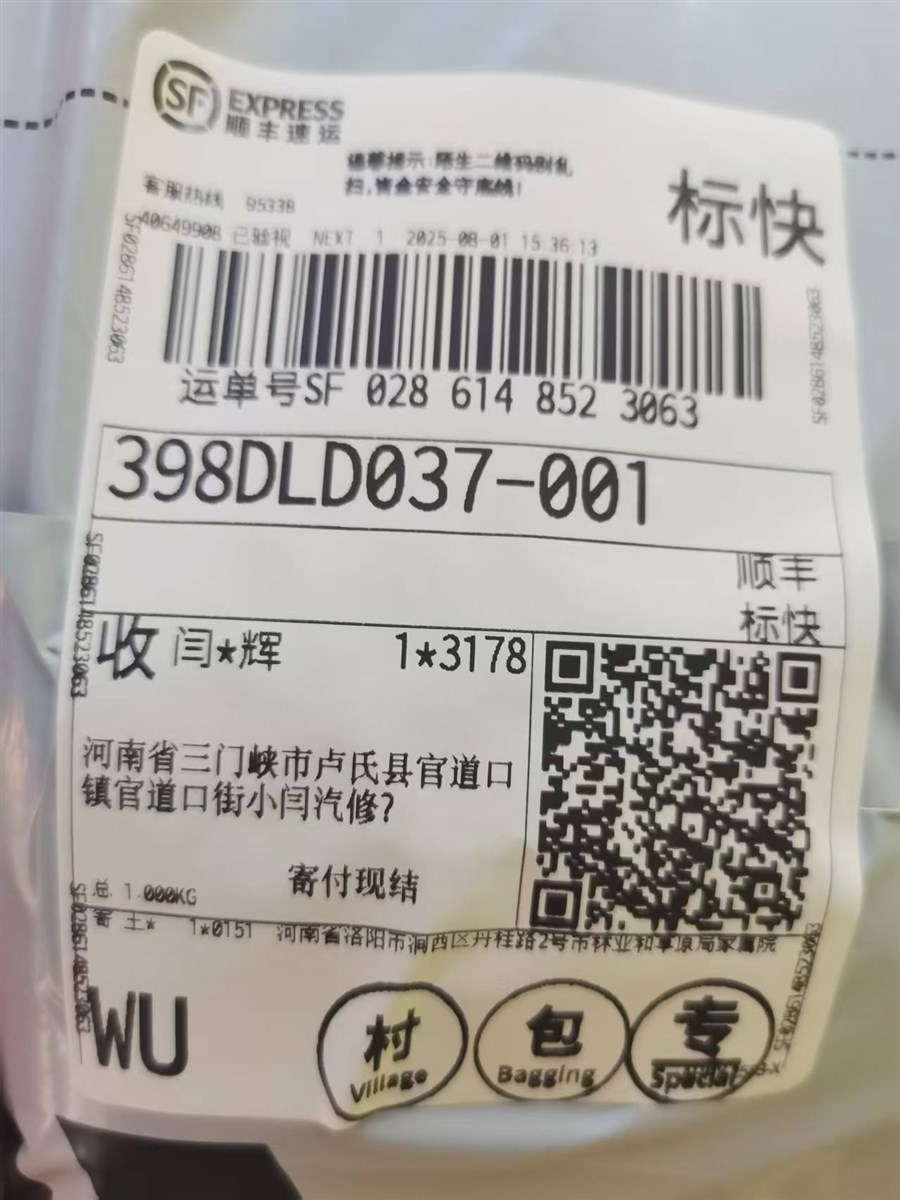 SF EXPRESS
顺丰速运
温馨提示:陌生二维码别乱
扫,资金安全守底线!
标快
客服热线 95338
40649908 已验视 NEXT 1 2025-08-01 15:36:13
SF0286148523063
SF0286148523063
运单号SF 028 614 852 3063
398DLD037-001
顺丰
标快
SF0286148523063
收 闫*辉 1*3178
河南省三门峡市卢氏县官道口
镇官道口街小闫汽修?
寄付现结
总 1.000KG
寄 土* 1*0151 河南省洛阳市涧西区丹桂路2号市林业和草原局家属院
SF0286148523063
SF0286148523063
WU
村
Village
包
Bagging
专
Special